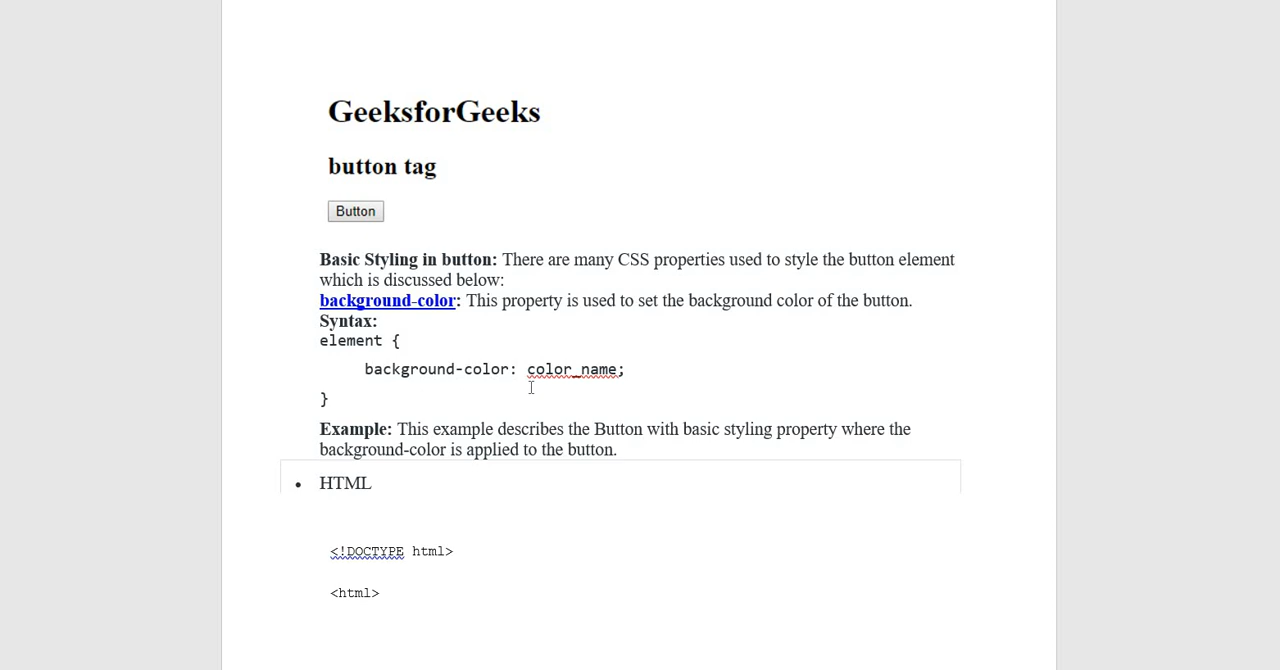 GeeksforGeeks
button tag
Button
Basic Styling in button: There are many CSS properties used to style the button element
which is discussed below:
background-color: This property is used to set the background color of the button.
Syntax:
element {
background-color: color_name;
}
Example: This example describes the Button with basic styling property where the
background-color is applied to the button.
• HTML
<!DOCTYPE html>
<html>